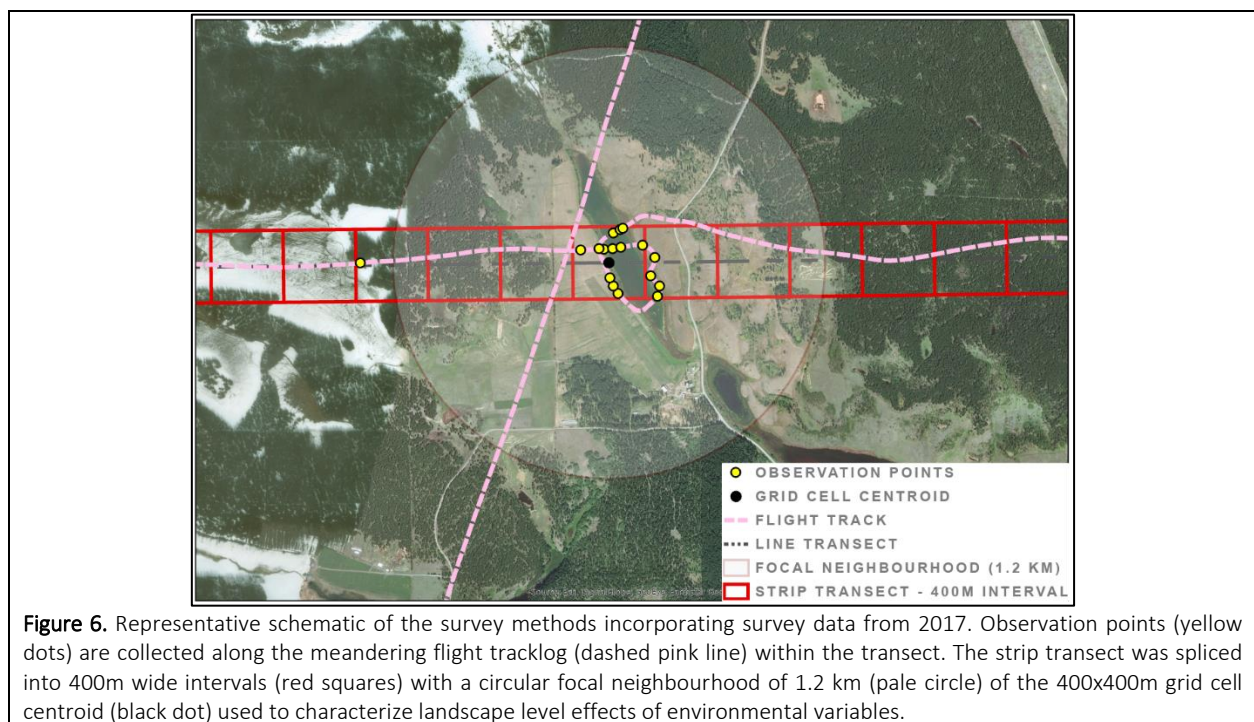 OBSERVATION POINTS
GRID CELL CENTROID
FLIGHT TRACK
LINE TRANSECT
FOCAL NEIGHBOURHOOD (1.2 KM)
STRIP TRANSECT - 400M INTERVAL
Figure 6. Representative schematic of the survey methods incorporating survey data from 2017. Observation points (yellow
dots) are collected along the meandering flight tracklog (dashed pink line) within the transect. The strip transect was spliced
into 400m wide intervals (red squares) with a circular focal neighbourhood of 1.2 km (pale circle) of the 400x400m grid cell
centroid (black dot) used to characterize landscape level effects of environmental variables.